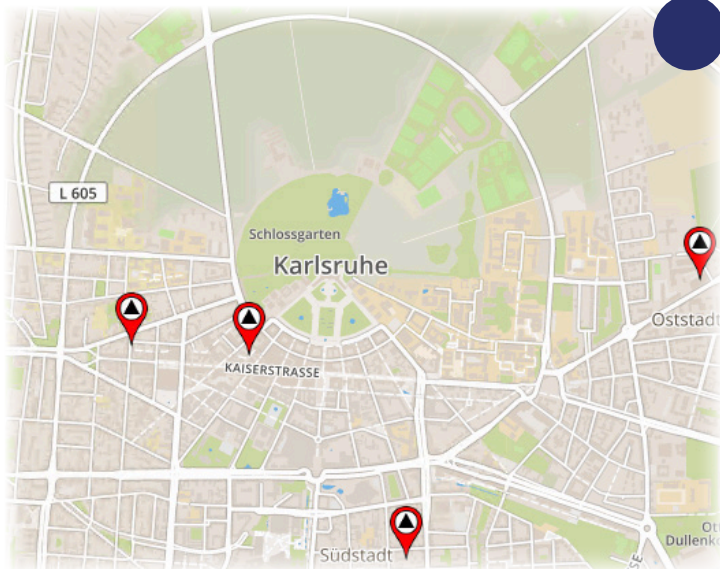 L 605
Schlossgarten
Karlsruhe
Oststadt
KAISERSTRASSE
Südstadt